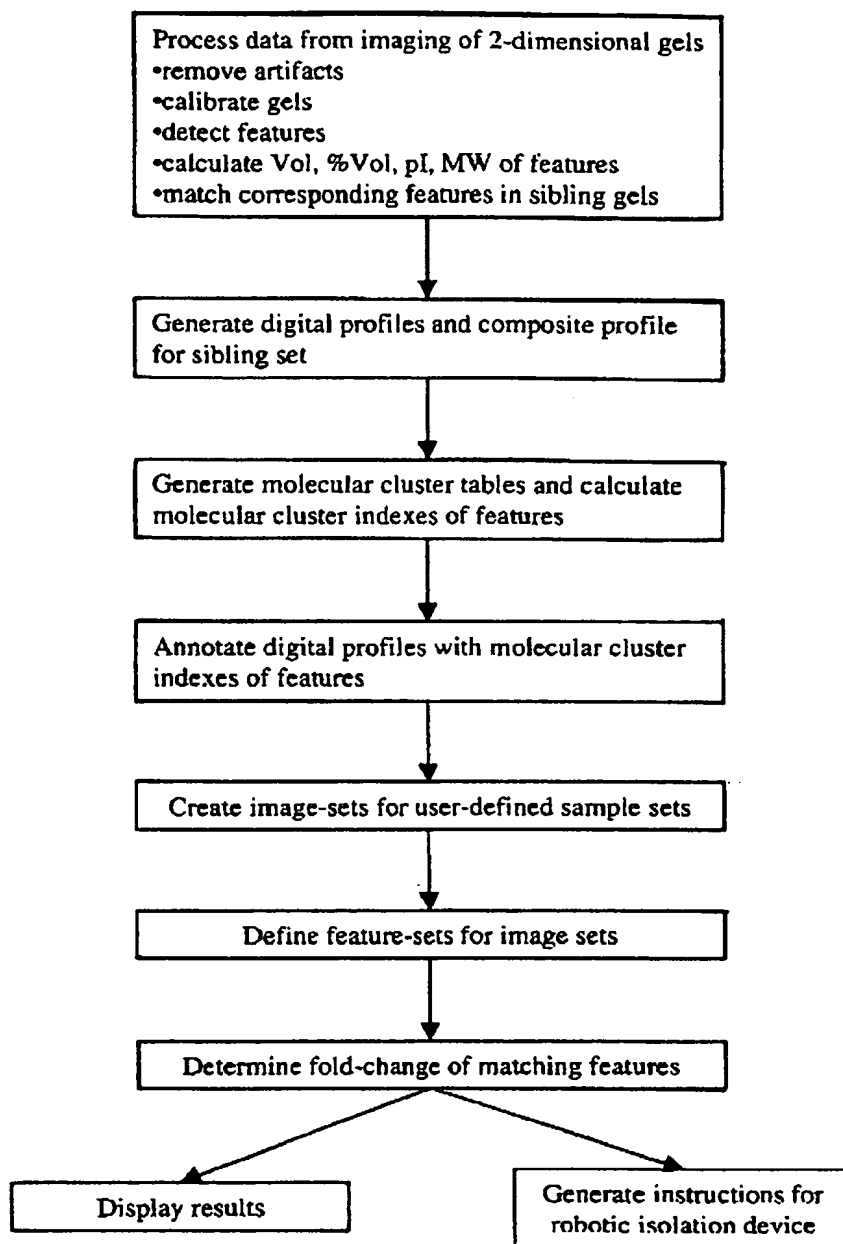 Process data from imaging of 2-dimensional gels
•remove artifacts
•calibrate gels
•detect features
•calculate Vol, %Vol, pI, MW of features
•match corresponding features in sibling gels
Generate digital profiles and composite profile
for sibling set
Generate molecular cluster tables and calculate
molecular cluster indexes of features
Annotate digital profiles with molecular cluster
indexes of features
Create image-sets for user-defined sample sets
Define feature-sets for image sets
Determine fold-change of matching features
Display results
Generate instructions for
robotic isolation device